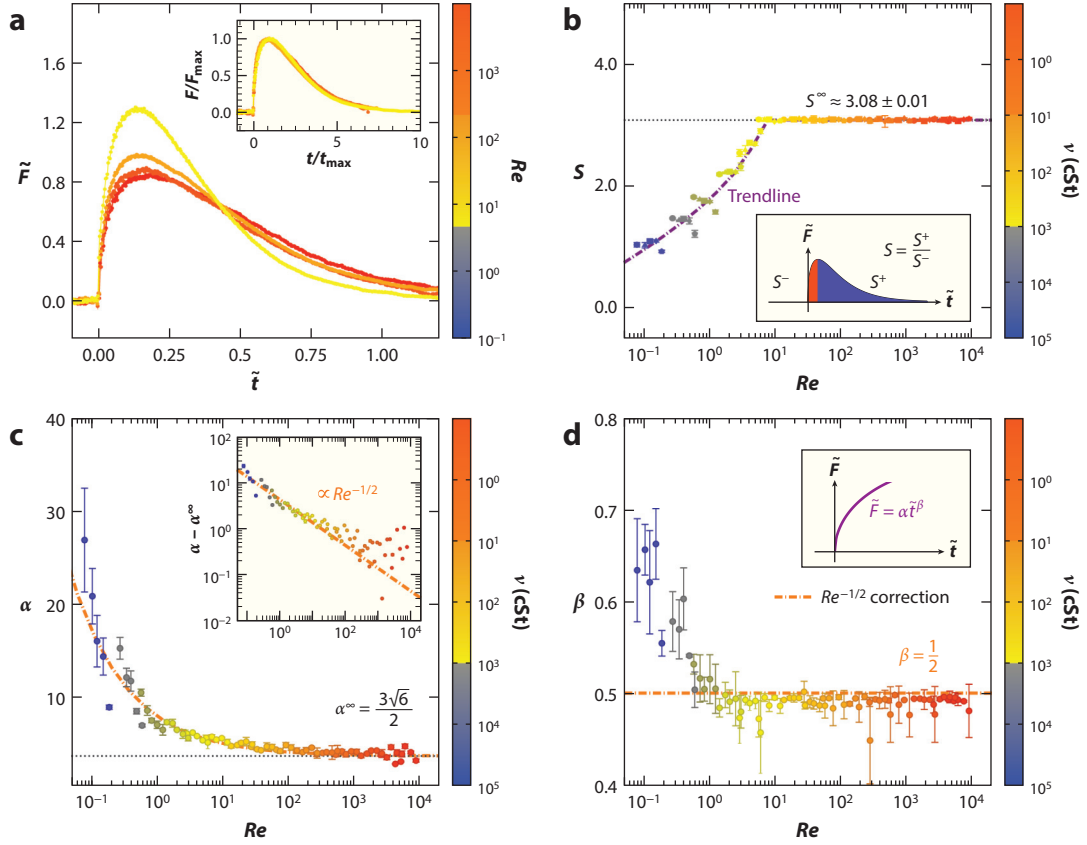 a
F̃
1.6
1.2
0.8
0.4
0.0
0.00
0.25
0.50
0.75
1.00
t̃
F/Fmax
1.0
0.5
0.0
0
5
10
t/tmax
Re
10³
10²
10¹
10⁰
10⁻¹
b
S
5.0
4.0
2.0
0.0
S∞ ≈ 3.08 ± 0.01
Trendline
F̃
S = S⁺/S⁻
S⁻
S⁺
t̃
10⁻¹
10⁰
10¹
10²
10³
10⁴
Re
ν (cSt)
10⁰
10¹
10²
10³
10⁴
10⁵
c
α
40
30
20
10
α − α∞
10²
10¹
10⁰
10⁻¹
10⁻²
10⁰
10²
10⁴
∝ Re⁻¹/²
α∞ = 3√6/2
10⁻¹
10⁰
10¹
10²
10³
10⁴
Re
ν (cSt)
10⁰
10¹
10²
10³
10⁴
10⁵
d
β
0.8
0.7
0.6
0.5
0.4
F̃
F̃ = αt̃^β
t̃
Re⁻¹/² correction
β = 1/2
10⁻¹
10⁰
10¹
10²
10³
10⁴
Re
ν (cSt)
10⁰
10¹
10²
10³
10⁴
10⁵